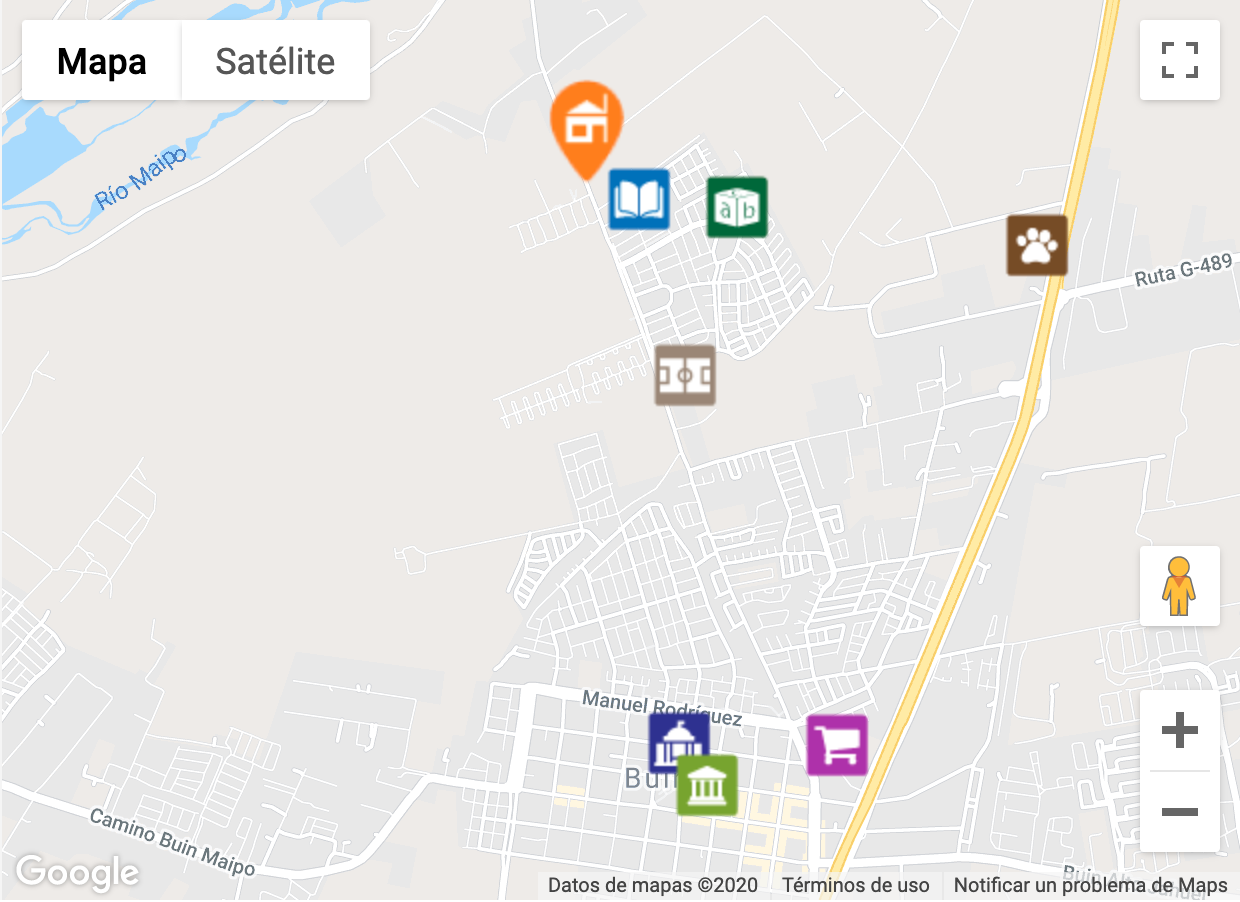 Mapa
Satélite
Río Maipo
a b
Ruta G-489
Manuel Rodríguez
Camino Buin Maipo
Google
Datos de mapas ©2020
Términos de uso
Notificar un problema de Maps